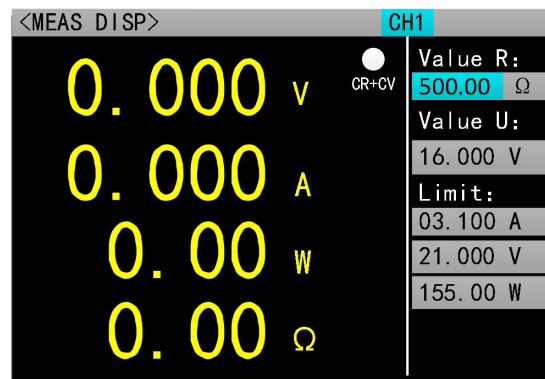 <MEAS DISP> CH1
0.000 V
0.000 A
0.00 W
0.00 Ω
CR+CV
Value R:
500.00 Ω
Value U:
16.000 V
Limit:
03.100 A
21.000 V
155.00 W